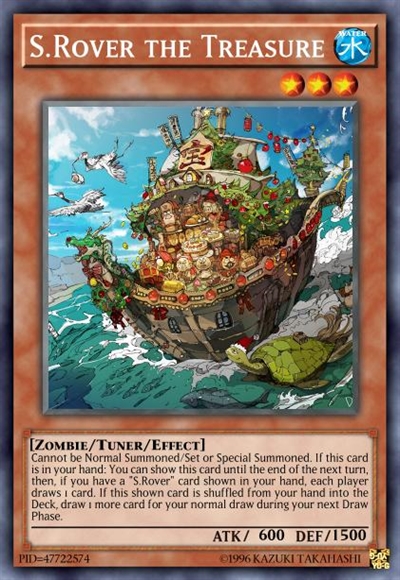 S.Rover the Treasure
WATER
水
宝
[Zombie/Tuner/Effect]
Cannot be Normal Summoned/Set or Special Summoned. If this card
is in your hand: You can show this card until the end of the next turn,
then, if you have a "S.Rover" card shown in your hand, each player
draws 1 card. If this shown card is shuffled from your hand into the
Deck, draw 1 more card for your normal draw during your next Draw
Phase.
ATK/ 600 DEF/1500
PID=47722574
©1996 KAZUKI TAKAHASHI